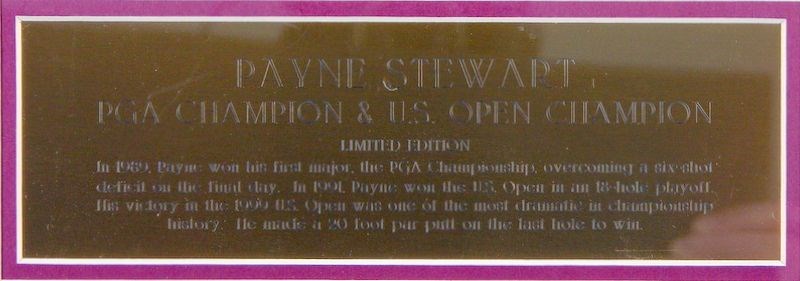 PAYNE STEWART
PGA CHAMPION & U.S. OPEN CHAMPION
LIMITED EDITION
In 1989, Payne won his first major, the PGA Championship, overcoming a six-shot
deficit on the final day. In 1991, Payne won the U.S. Open in an 18-hole playoff.
His victory in the 1999 U.S. Open was one of the most dramatic in championship
history. He made a 20 foot par putt on the last hole to win.